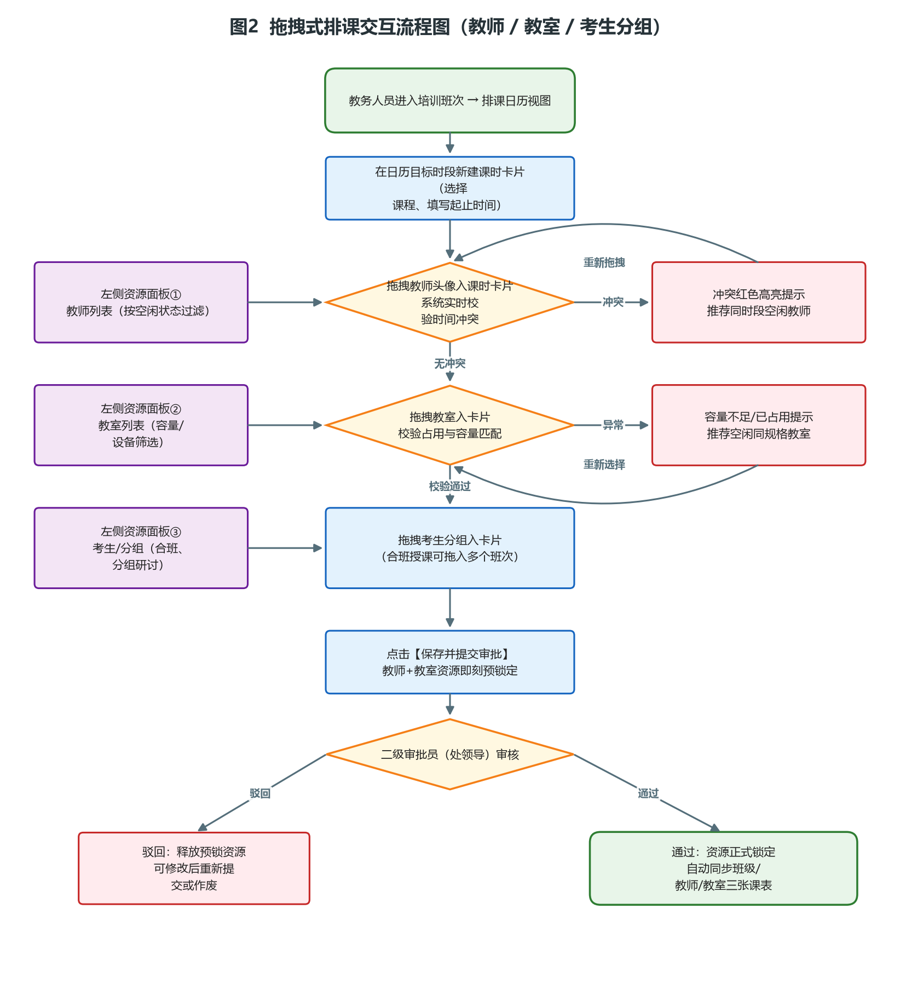 图2 拖拽式排课交互流程图（教师 / 教室 / 考生分组）
教务人员进入培训班次 → 排课日历视图
在日历目标时段新建课时卡片
（选择
课程、填写起止时间）
重新拖拽
左侧资源面板①
教师列表（按空闲状态过滤）
拖拽教师头像入课时卡片
系统实时校
验时间冲突
冲突
冲突红色高亮提示
推荐同时段空闲教师
无冲突
左侧资源面板②
教室列表（容量/
设备筛选）
拖拽教室入卡片
校验占用与容量匹配
异常
容量不足/已占用提示
推荐空闲同规格教室
重新选择
校验通过
左侧资源面板③
考生/分组（合班、
分组研讨）
拖拽考生分组入卡片
（合班授课可拖入多个班次）
点击【保存并提交审批】
教师+教室资源即刻预锁定
二级审批员（处领导）审核
驳回
通过
驳回：释放预锁资源
可修改后重新提
交或作废
通过：资源正式锁定
自动同步班级/
教师/教室三张课表